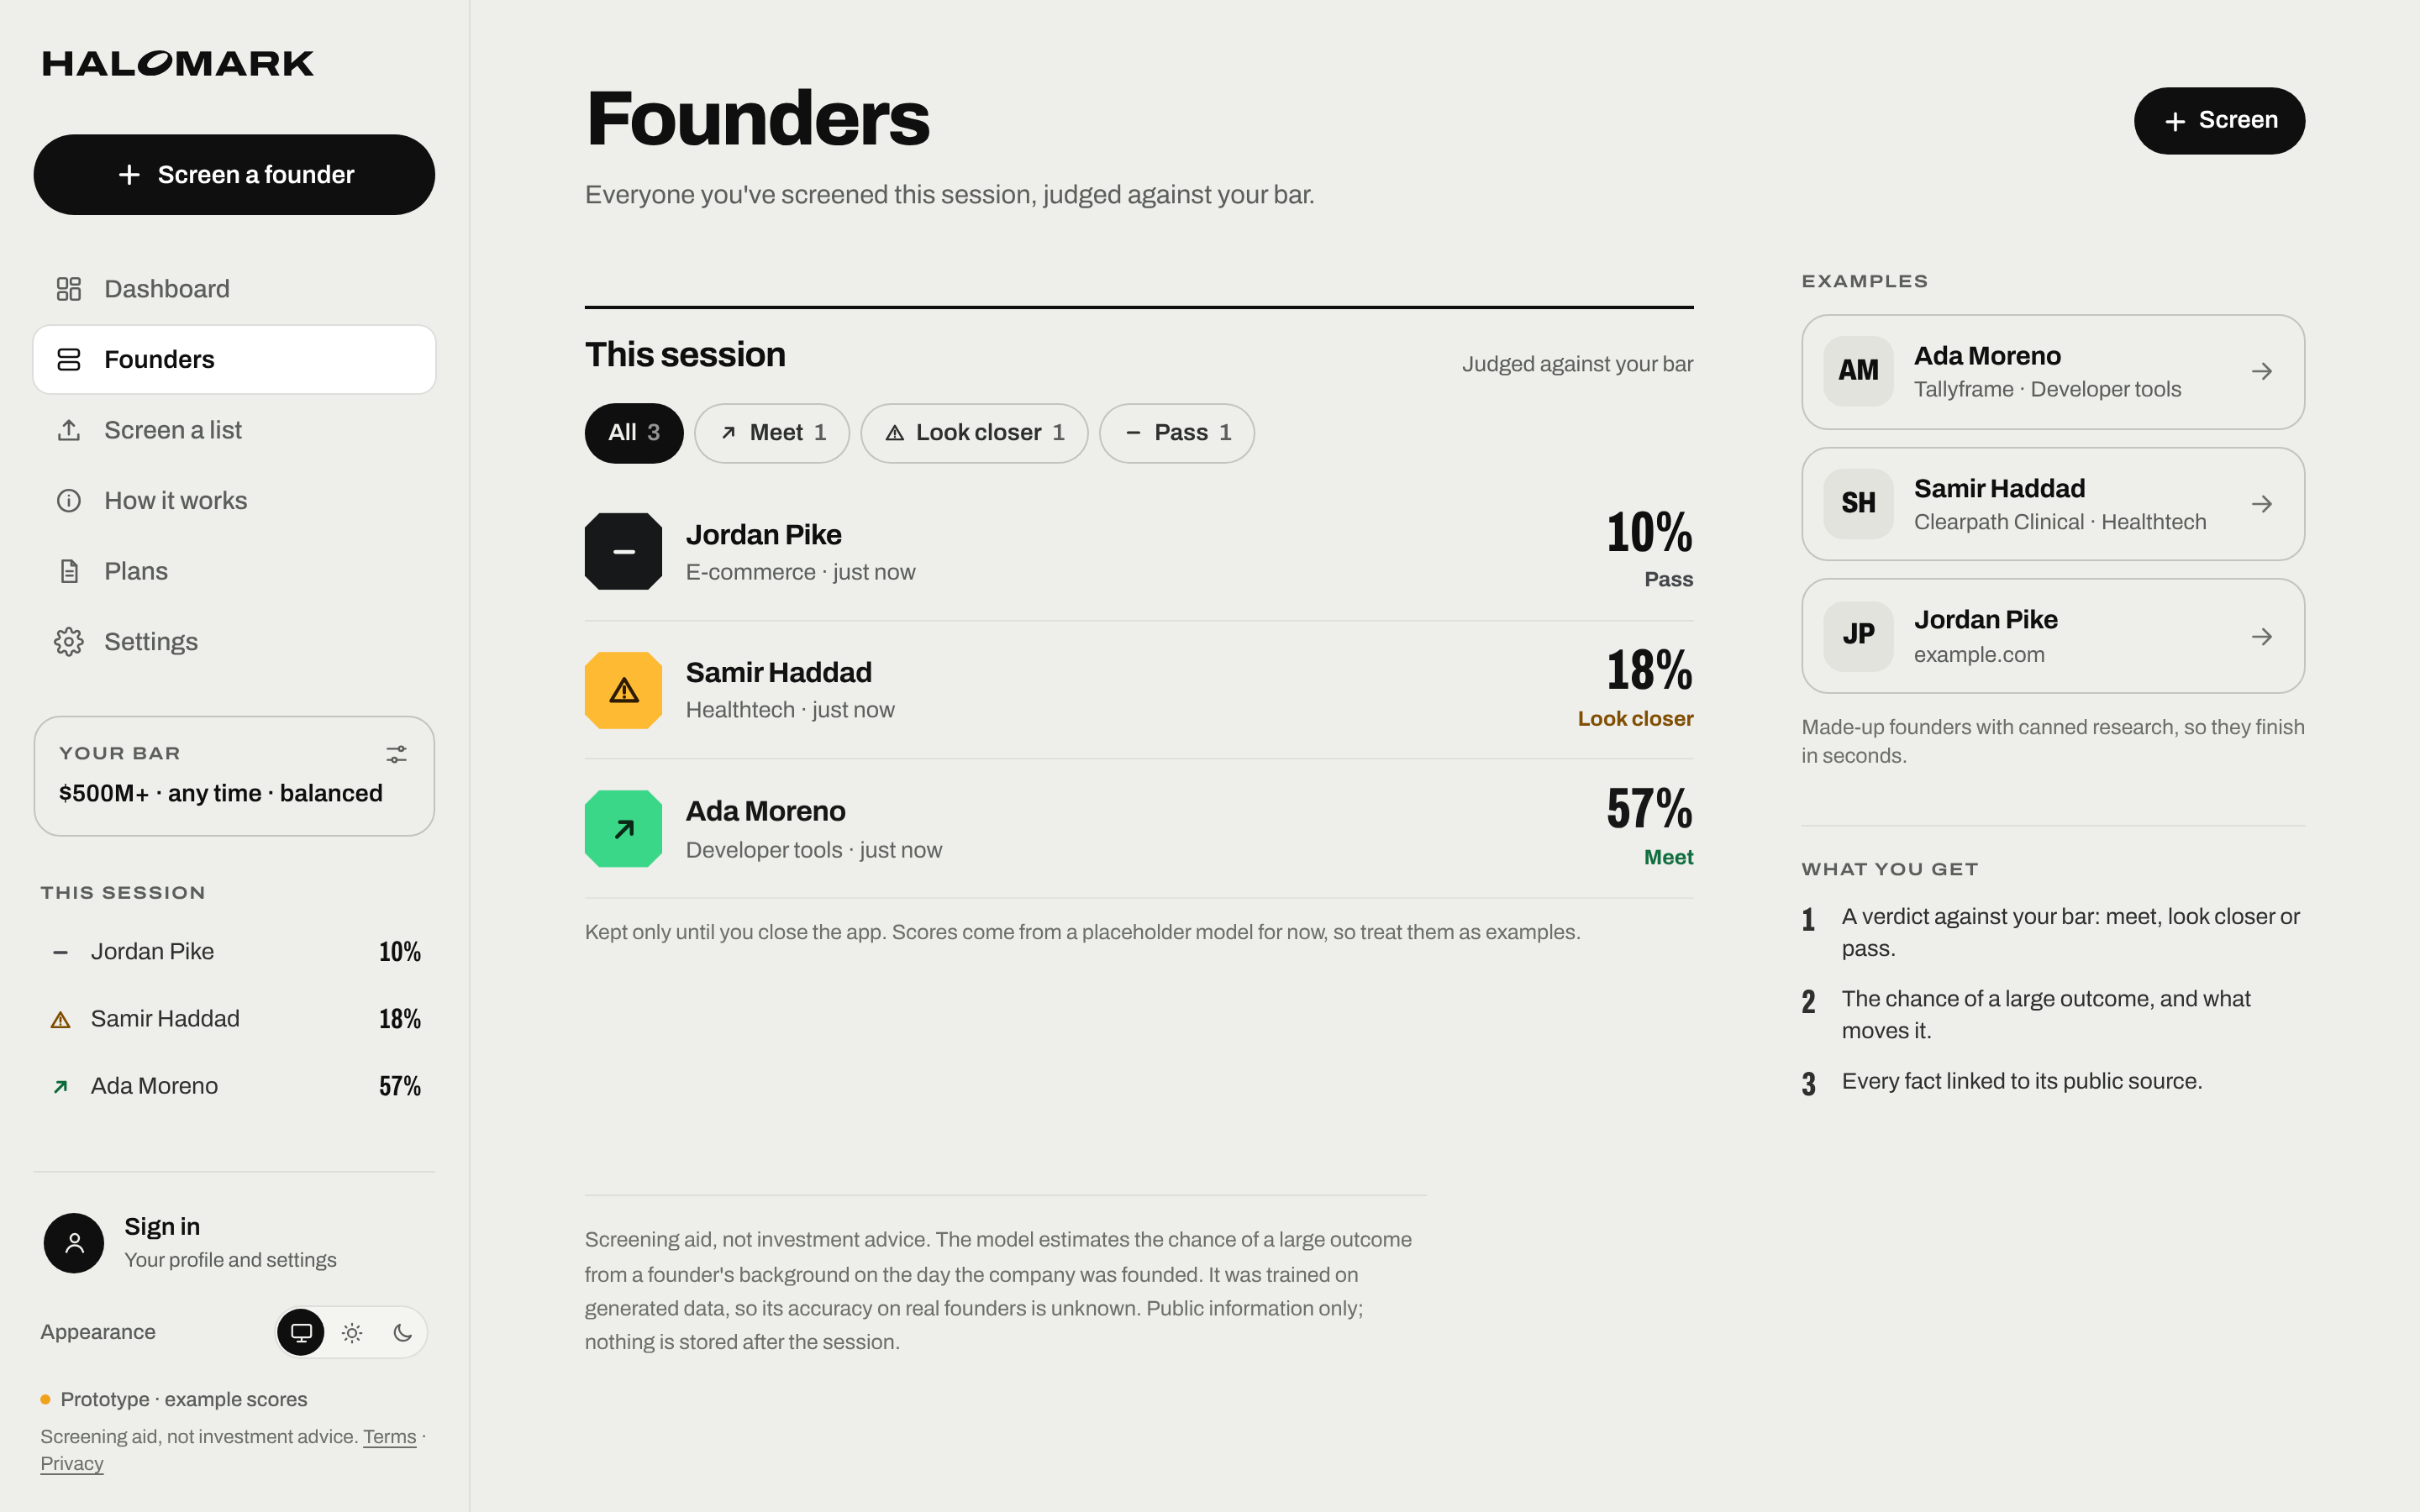 HALOMARK
Screen a founder
Dashboard
Founders
Screen a list
How it works
Plans
Settings
YOUR BAR
$500M+ · any time · balanced
THIS SESSION
Jordan Pike 10%
Samir Haddad 18%
Ada Moreno 57%
Sign in
Your profile and settings
Appearance
Prototype · example scores
Screening aid, not investment advice. Terms ·
Privacy
Founders
Screen
Everyone you've screened this session, judged against your bar.
This session
Judged against your bar
All 3
Meet 1
Look closer 1
Pass 1
Jordan Pike
E-commerce · just now
10%
Pass
Samir Haddad
Healthtech · just now
18%
Look closer
Ada Moreno
Developer tools · just now
57%
Meet
Kept only until you close the app. Scores come from a placeholder model for now, so treat them as examples.
Screening aid, not investment advice. The model estimates the chance of a large outcome
from a founder's background on the day the company was founded. It was trained on
generated data, so its accuracy on real founders is unknown. Public information only;
nothing is stored after the session.
EXAMPLES
AM
Ada Moreno
Tallyframe · Developer tools
SH
Samir Haddad
Clearpath Clinical · Healthtech
JP
Jordan Pike
example.com
Made-up founders with canned research, so they finish
in seconds.
WHAT YOU GET
1 A verdict against your bar: meet, look closer or
pass.
2 The chance of a large outcome, and what
moves it.
3 Every fact linked to its public source.